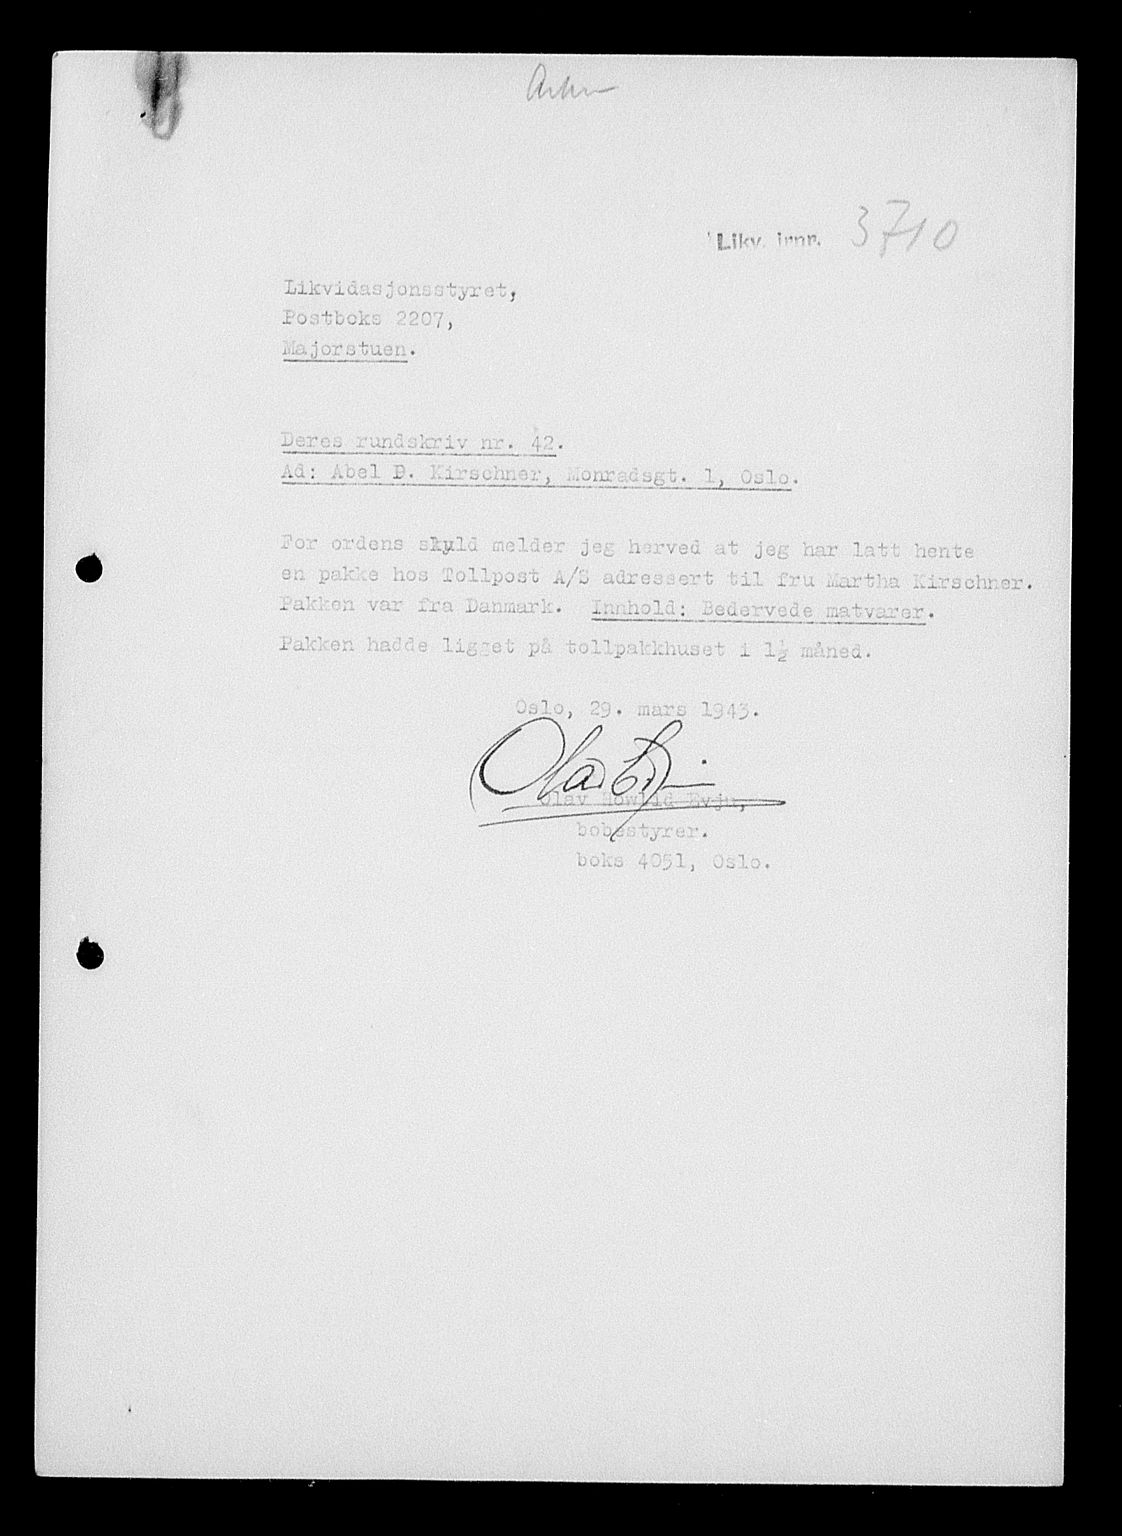 Likv. jrnr. 3710
Likvidasjonsstyret,
Postboks 2207,
Majorstuen.
Deres rundskriv nr. 42.
Ad: Abel B. Kirschner, Monradsgt. 1, Oslo.
For ordens skyld melder jeg herved at jeg har latt hente
en pakke hos Tollpost A/S adressert til fru Martha Kirschner.
Pakken var fra Danmark. Innhold: Bedervede matvarer.
Pakken hadde ligget på tollpakkhuset i 1½ måned.
Oslo, 29. mars 1943.
Olav Evju,
bobestyrer.
boks 4051, Oslo.